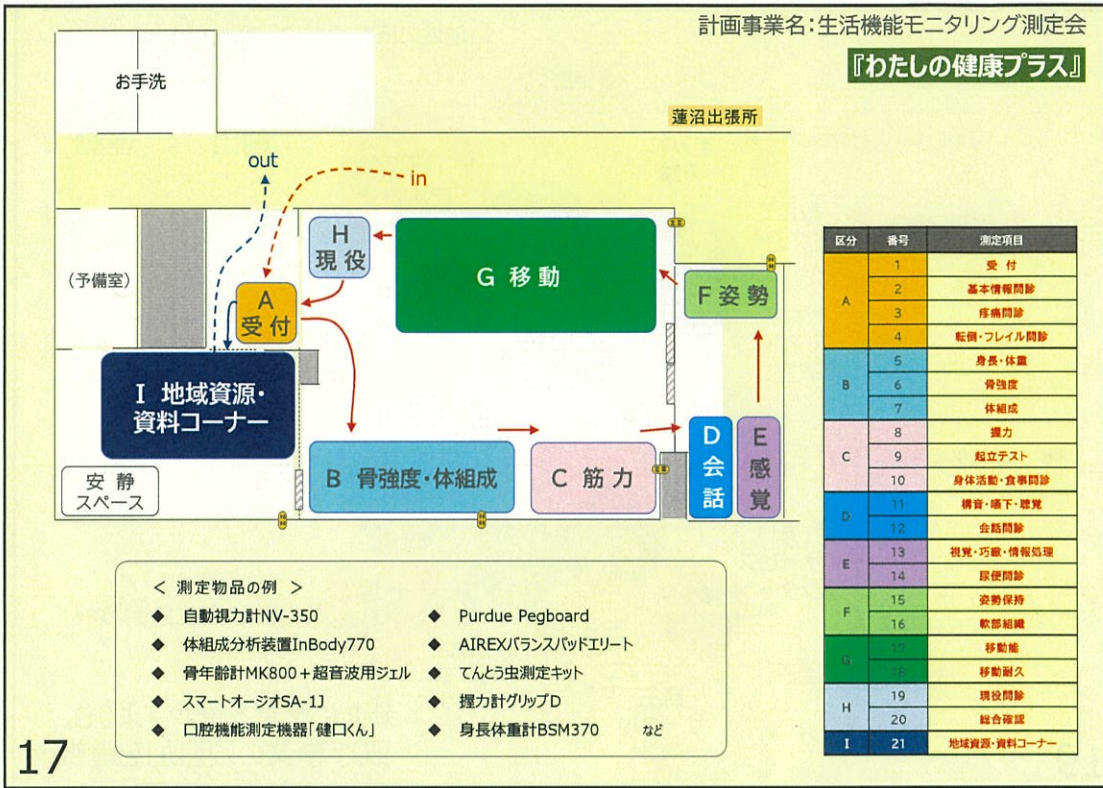 計画事業名：生活機能モニタリング測定会
『わたしの健康プラス』
お手洗
蓮沼出張所
out
in
(予備室)
H
現役
G 移動
F 姿勢
A
受付
I 地域資源・
資料コーナー
安静
スペース
B 骨強度・体組成
C 筋力
D
会話
E
感覚
区分 番号 測定項目
A
1 受付
2 基本情報問診
3 疼痛問診
4 転倒・フレイル問診
B
5 身長・体重
6 骨強度
7 体組成
C
8 握力
9 起立テスト
10 身体活動・食事問診
D
11 構音・嚥下・聴覚
12 会話問診
E
13 視覚・巧緻・情報処理
14 尿便問診
F
15 姿勢保持
16 軟部組織
G
17 移動能
18 移動耐久
H
19 現役問診
20 総合確認
I 21 地域資源・資料コーナー
＜ 測定物品の例 ＞
◆ 自動視力計NV-350
◆ 体組成分析装置InBody770
◆ 骨年齢計MK800＋超音波用ジェル
◆ スマートオージオSA-1J
◆ 口腔機能測定機器「健口くん」
◆ Purdue Pegboard
◆ AIREXバランスパッドエリート
◆ てんとう虫測定キット
◆ 握力計グリップD
◆ 身長体重計BSM370 など
17